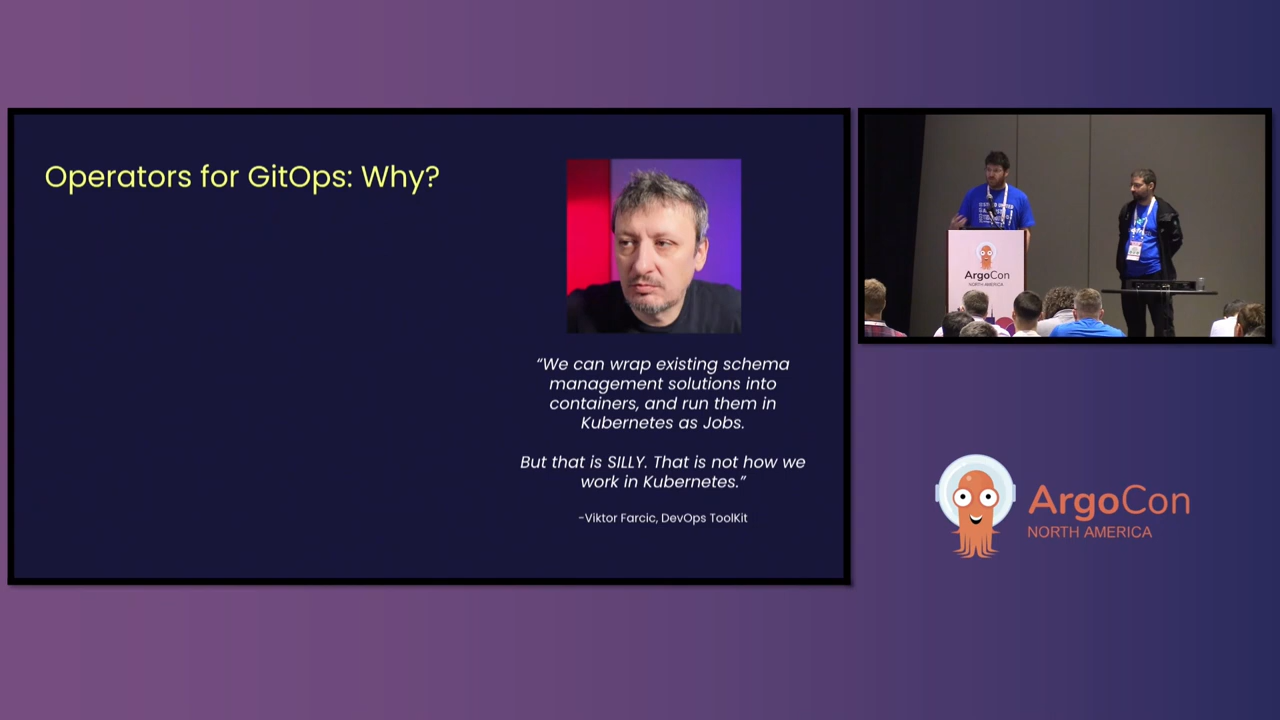 Operators for GitOps: Why?
“We can wrap existing schema
management solutions into
containers, and run them in
Kubernetes as Jobs.
But that is SILLY. That is not how we
work in Kubernetes.”
-Viktor Farcic, DevOps ToolKit
ArgoCon
NORTH AMERICA
ArgoCon
NORTH AMERICA